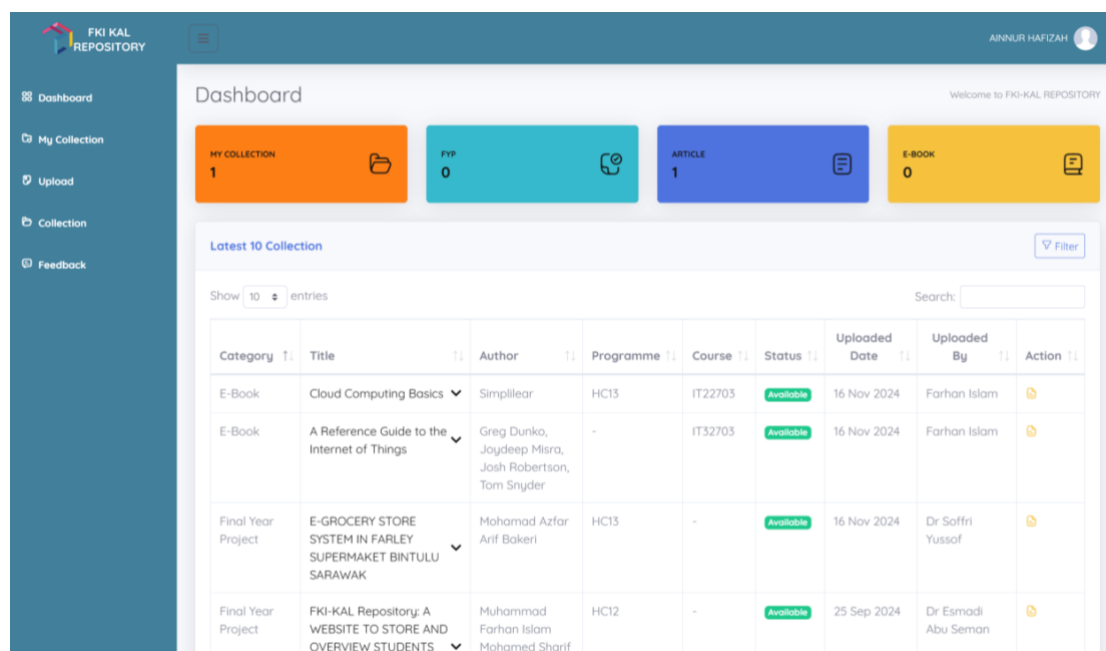 FKI KAL
REPOSITORY
AINNUR HAFIZAH
Dashboard
My Collection
Upload
Collection
Feedback
Dashboard
Welcome to FKI-KAL REPOSITORY
MY COLLECTION
1
FYP
0
ARTICLE
1
E-BOOK
0
Latest 10 Collection
Filter
Show 10 entries
Search:
Category Title Author Programme Course Status Uploaded Date Uploaded By Action
E-Book Cloud Computing Basics Simplilear HC13 IT22703 Available 16 Nov 2024 Farhan Islam
E-Book A Reference Guide to the Greg Dunko, - IT32703 Available 16 Nov 2024 Farhan Islam
Internet of Things Joydeep Misra,
Josh Robertson,
Tom Snyder
Final Year E-GROCERY STORE Mohamad Azfar HC13 - Available 16 Nov 2024 Dr Soffri
Project SYSTEM IN FARLEY Arif Bakeri Yussof
SUPERMAKET BINTULU
SARAWAK
Final Year FKI-KAL Repository: A Muhammad HC12 - Available 25 Sep 2024 Dr Esmadi
Project WEBSITE TO STORE AND Farhan Islam Abu Seman
OVERVIEW STUDENTS Mohamed Sharif